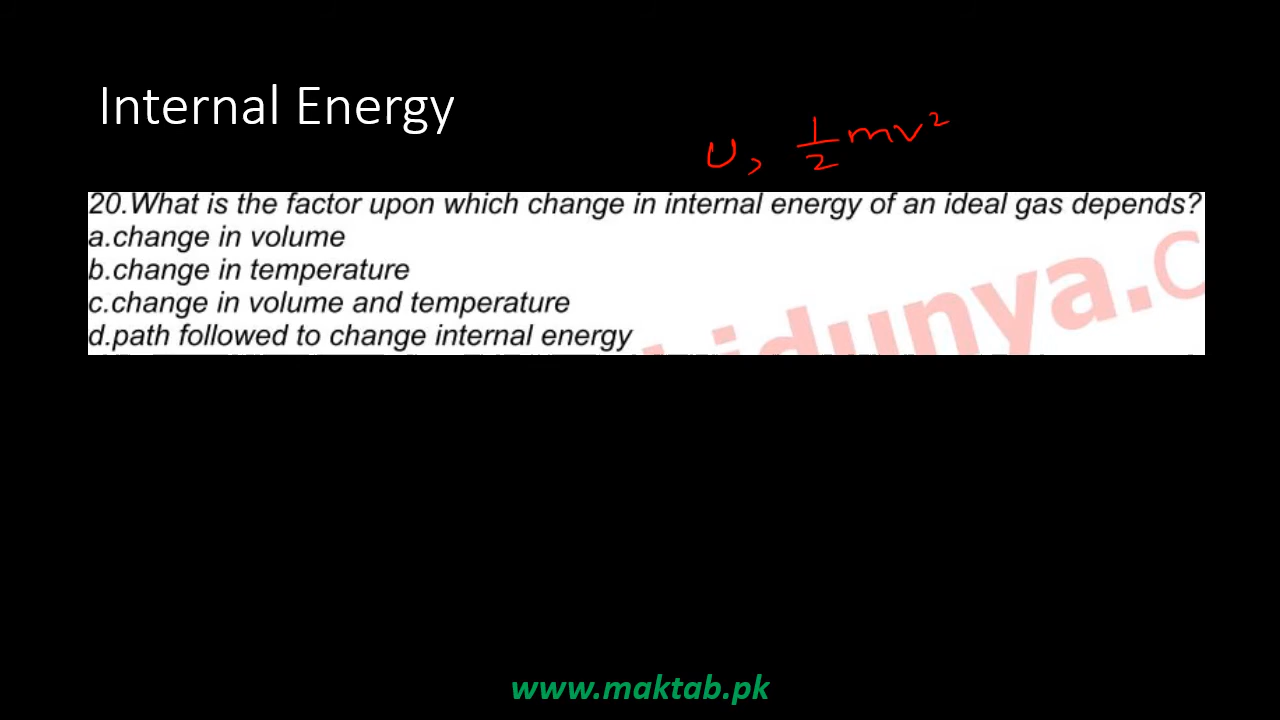 Internal Energy
U, 1/2 mv²
20.What is the factor upon which change in internal energy of an ideal gas depends?
a.change in volume
b.change in temperature
c.change in volume and temperature
d.path followed to change internal energy
idunya.c
www.maktab.pk